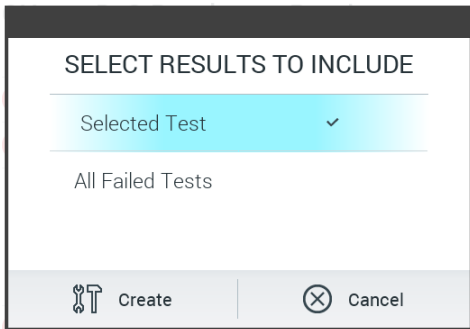 SELECT RESULTS TO INCLUDE
Selected Test
All Failed Tests
Create
Cancel